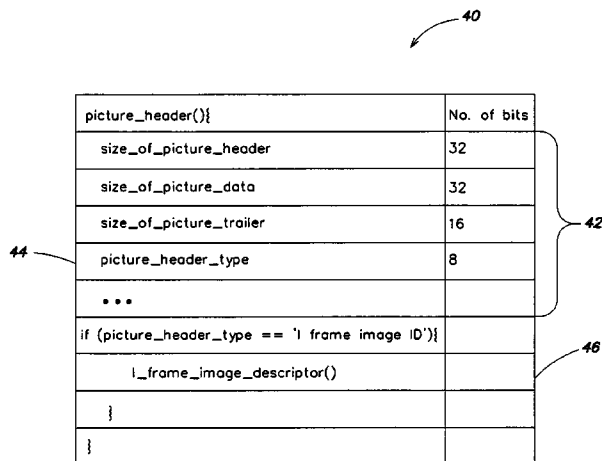 40
picture_header(){ No. of bits
size_of_picture_header 32
size_of_picture_data 32
size_of_picture_trailer 16
42
44
picture_header_type 8
•••
if (picture_header_type == 'I frame image ID'){
46
I_frame_image_descriptor()
}
}